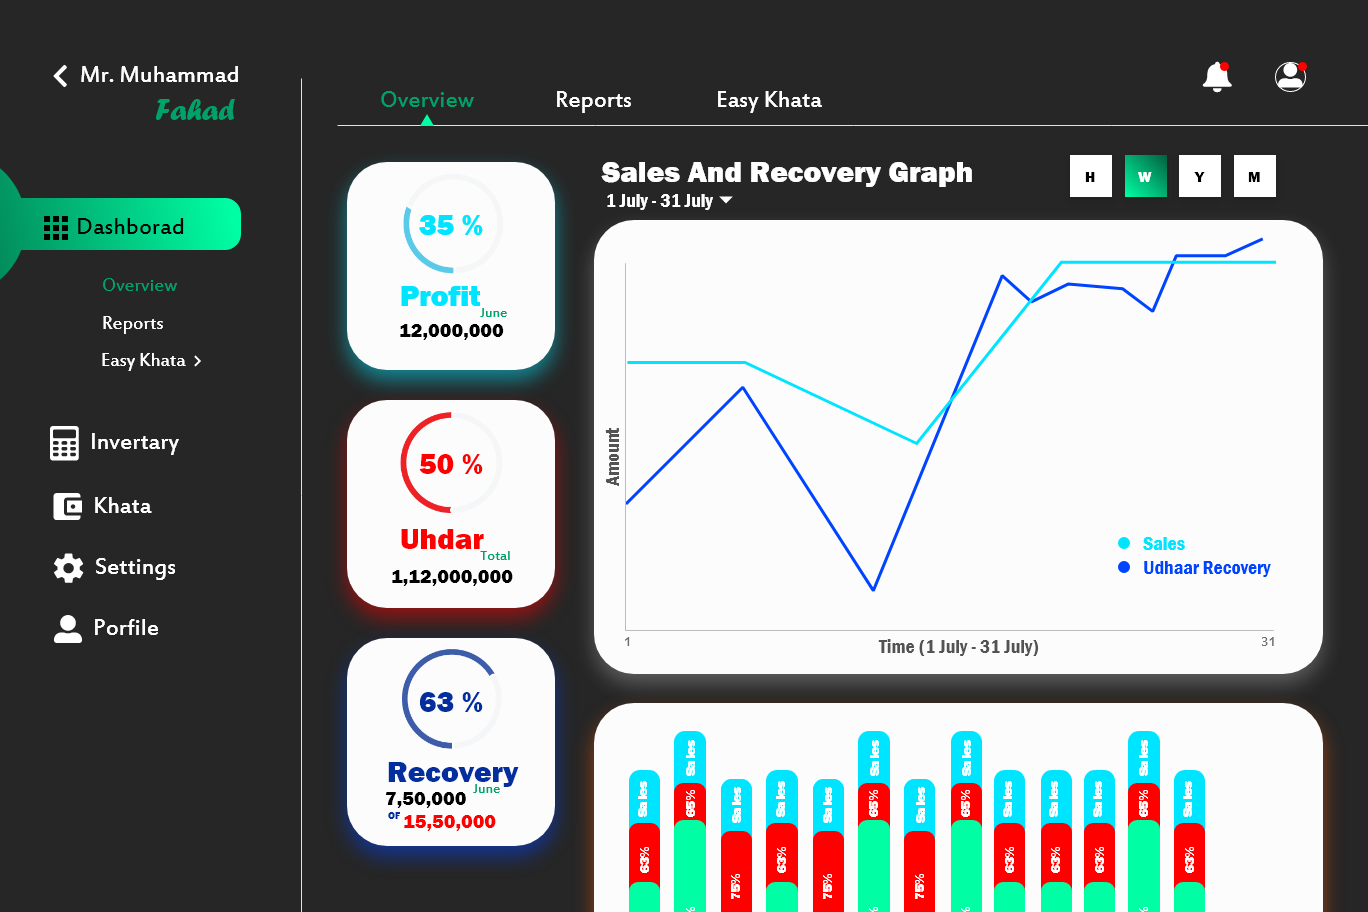 Mr. Muhammad
Fahad
Dashborad
Overview
Reports
Easy Khata
Invertary
Khata
Settings
Porfile
Overview
Reports
Easy Khata
35 %
Profit
June
12,000,000
50 %
Uhdar
Total
1,12,000,000
63 %
Recovery
June
7,50,000
OF 15,50,000
Sales And Recovery Graph
1 July - 31 July
H
W
Y
M
Amount
Sales
Udhaar Recovery
1
31
Time (1 July - 31 July)
Sales
63%
Sales
65%
Sales
75%
Sales
63%
Sales
75%
Sales
65%
Sales
75%
Sales
65%
Sales
63%
Sales
63%
Sales
63%
Sales
65%
Sales
63%